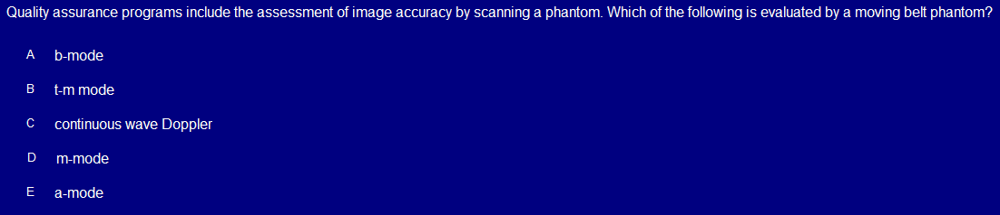 Quality assurance programs include the assessment of image accuracy by scanning a phantom. Which of the following is evaluated by a moving belt phantom?
A b-mode
B t-m mode
C continuous wave Doppler
D m-mode
E a-mode